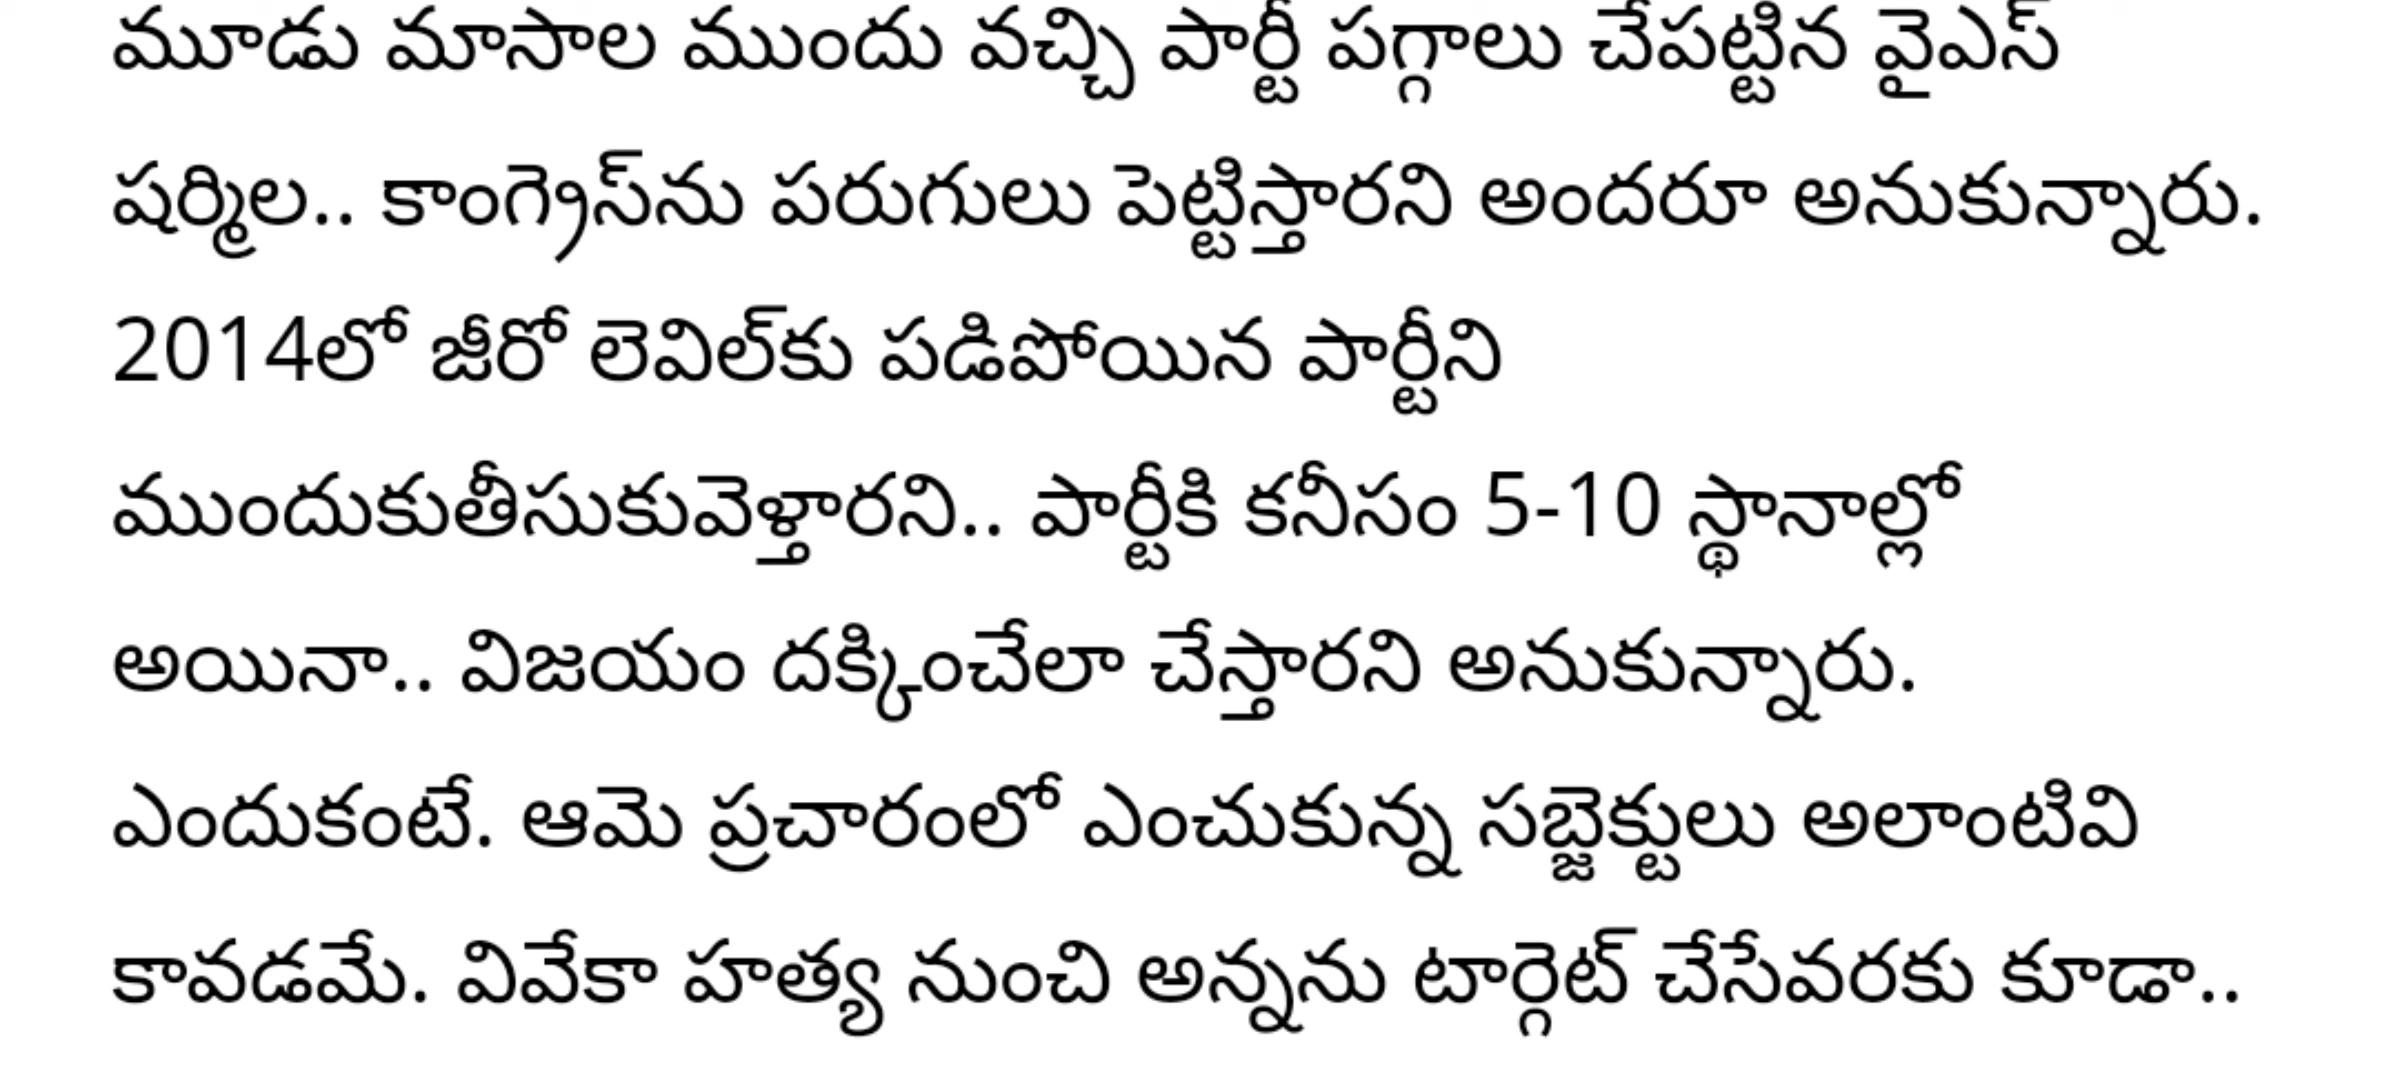 మూడు మాసాల ముందు వచ్చి పార్టీ పగ్గాలు చేపట్టిన వైఎస్
షర్మిల.. కాంగ్రెస్‌ను పరుగులు పెట్టిస్తారని అందరూ అనుకున్నారు.
2014లో జీరో లెవిల్‌కు పడిపోయిన పార్టీని
ముందుకుతీసుకువెళ్తారని.. పార్టీకి కనీసం 5-10 స్థానాల్లో
అయినా.. విజయం దక్కించేలా చేస్తారని అనుకున్నారు.
ఎందుకంటే. ఆమె ప్రచారంలో ఎంచుకున్న సబ్జెక్టులు అలాంటివి
కావడమే. వివేకా హత్య నుంచి అన్నను టార్గెట్ చేసేవరకు కూడా..